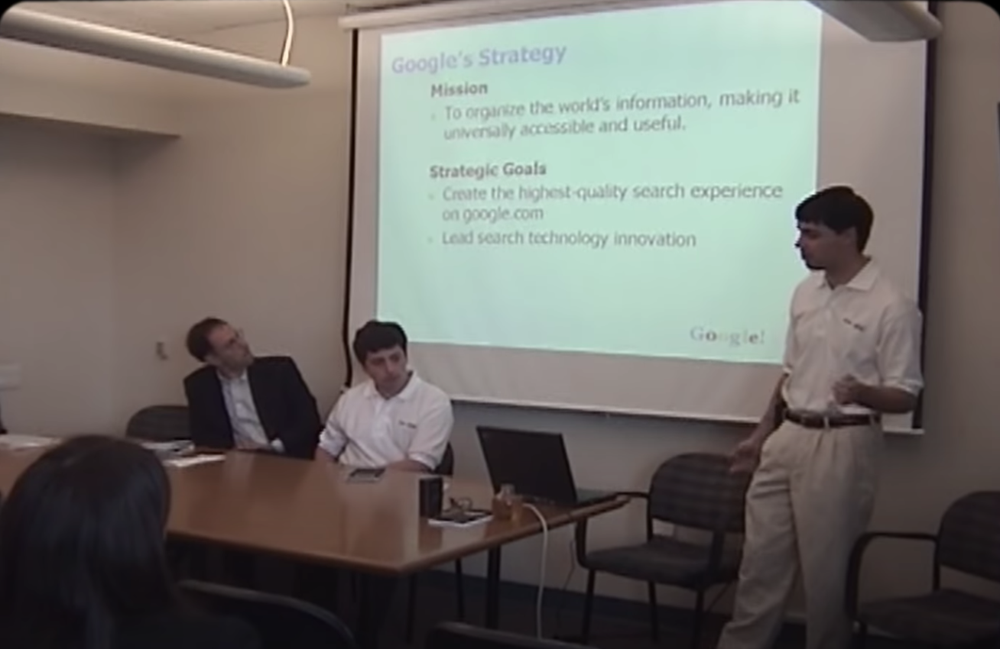 Google's Strategy
Mission
To organize the world's information, making it
universally accessible and useful.
Strategic Goals
Create the highest-quality search experience
on google.com
Lead search technology innovation
Google!